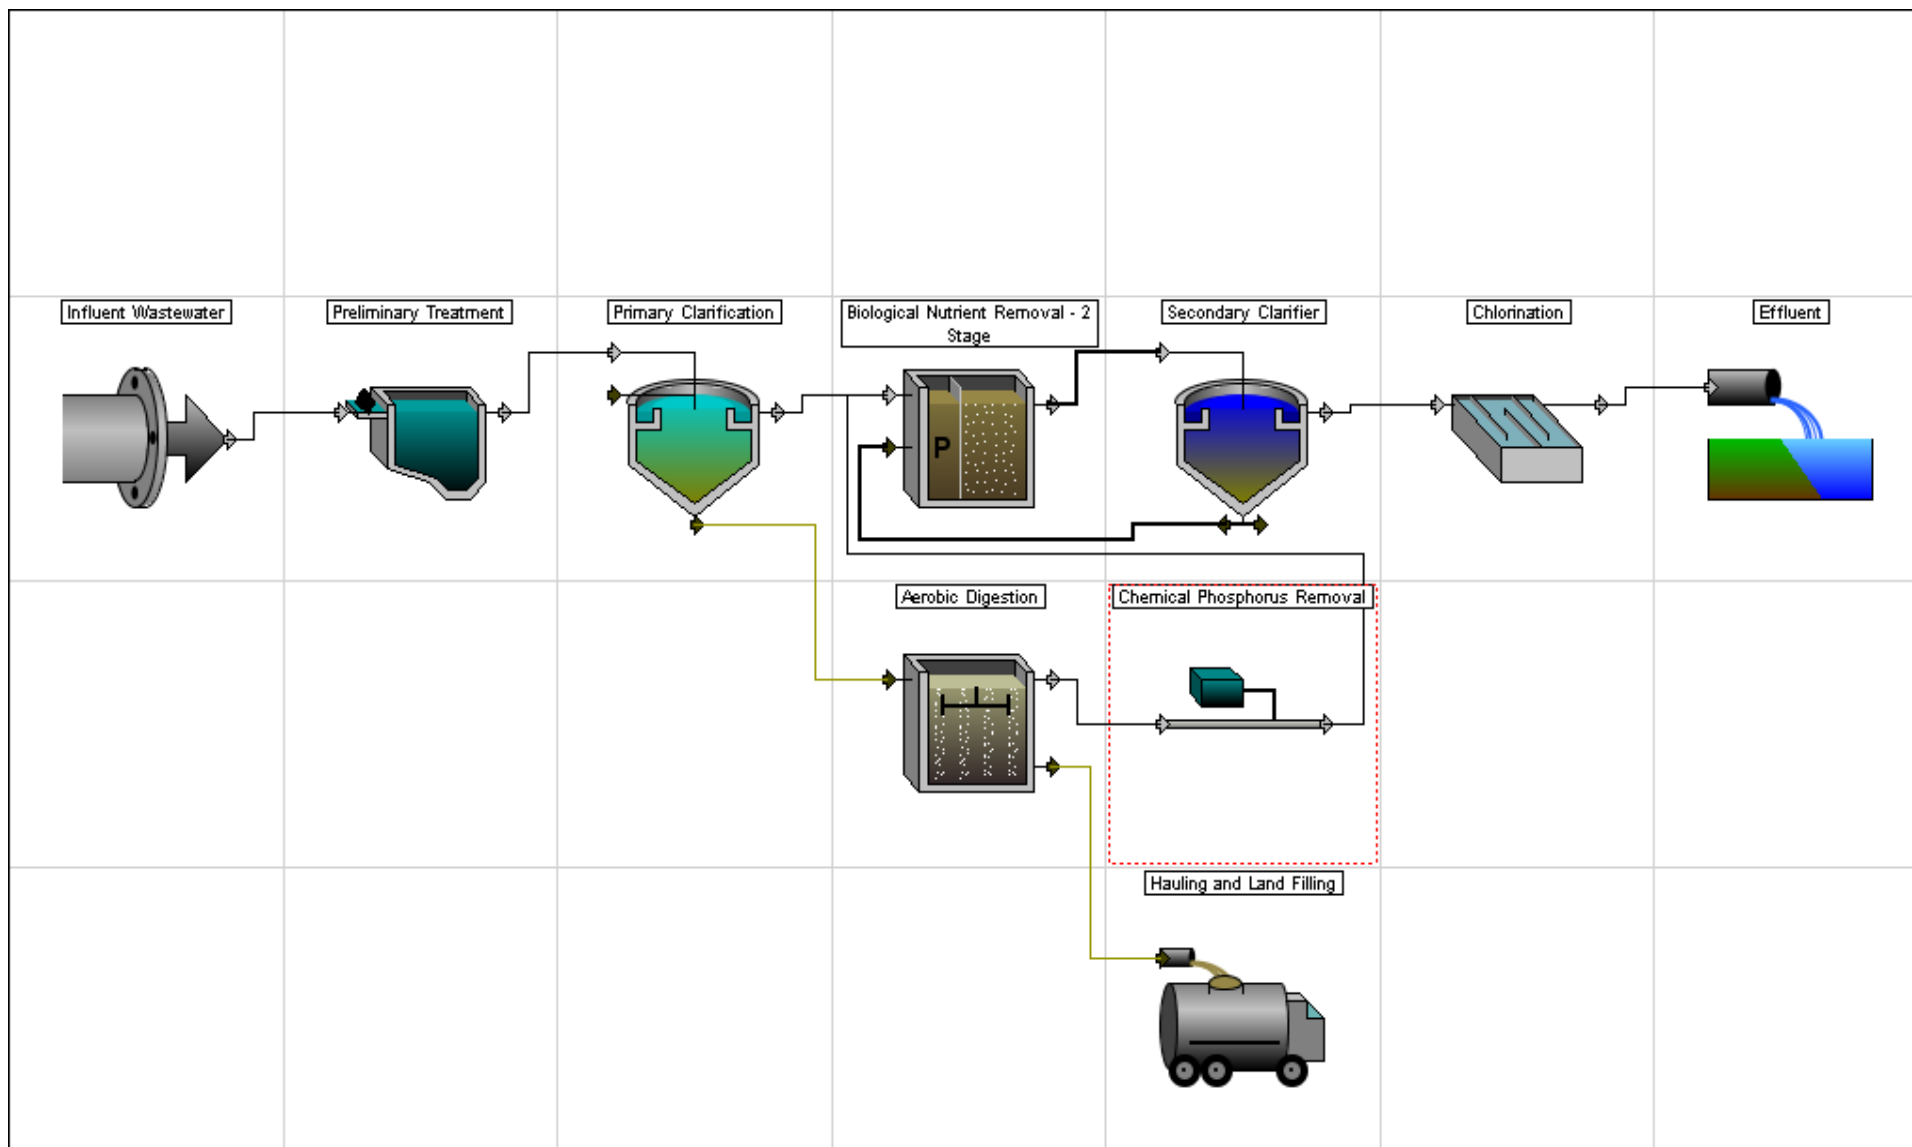 Influent Wastewater
Preliminary Treatment
Primary Clarification
Biological Nutrient Removal - 2
Stage
Secondary Clarifier
Chlorination
Effluent
P
Aerobic Digestion
Chemical Phosphorus Removal
Hauling and Land Filling